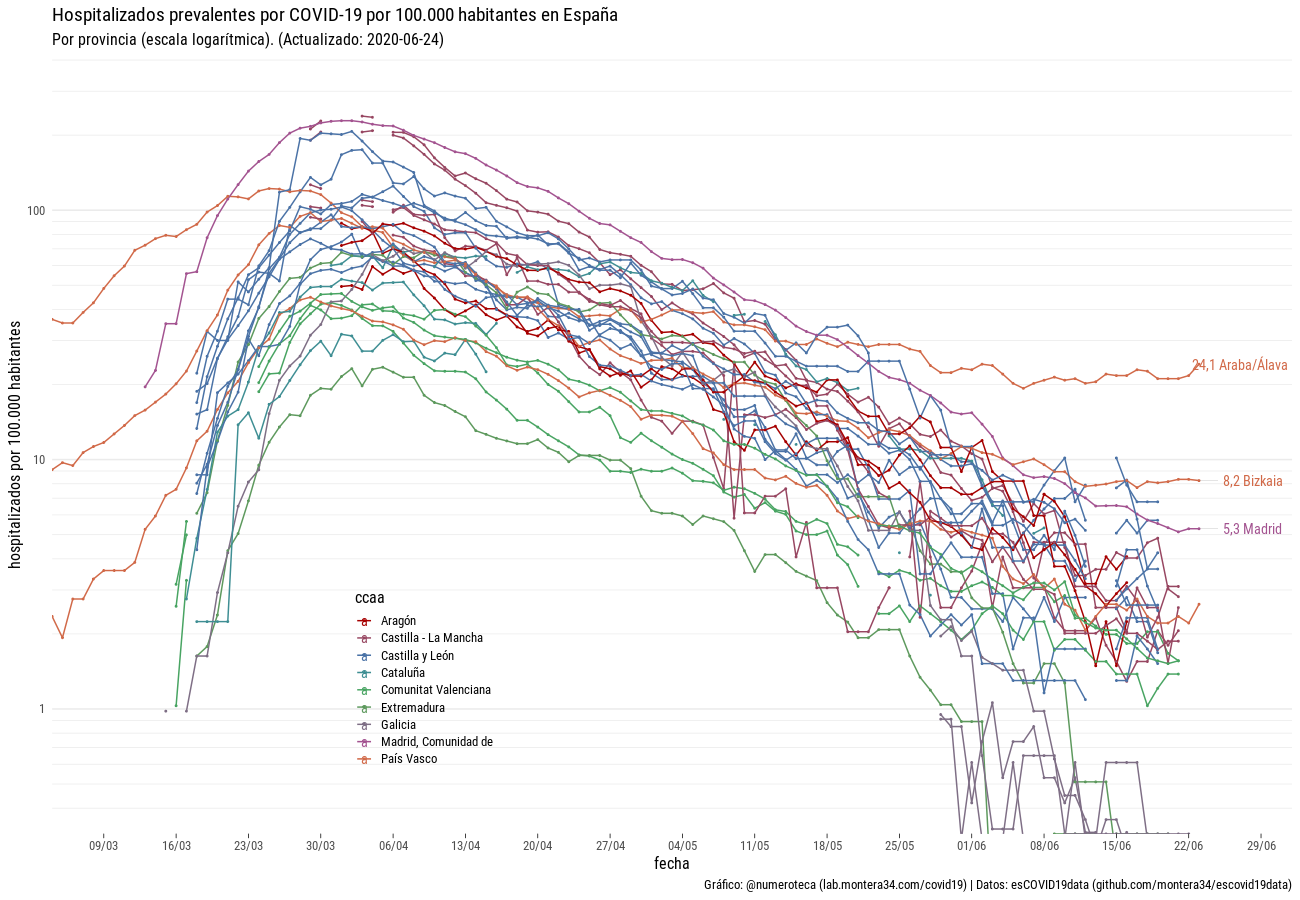 Hospitalizados prevalentes por COVID-19 por 100.000 habitantes en España
Por provincia (escala logarítmica). (Actualizado: 2020-06-24)
hospitalizados por 100.000 habitantes
100
10
1
24,1 Araba/Álava
8,2 Bizkaia
5,3 Madrid
ccaa
a Aragón
a Castilla - La Mancha
a Castilla y León
a Cataluña
a Comunitat Valenciana
a Extremadura
a Galicia
a Madrid, Comunidad de
a País Vasco
09/03 16/03 23/03 30/03 06/04 13/04 20/04 27/04 04/05 11/05 18/05 25/05 01/06 08/06 15/06 22/06 29/06
fecha
Gráfico: @numeroteca (lab.montera34.com/covid19) | Datos: esCOVID19data (github.com/montera34/escovid19data)